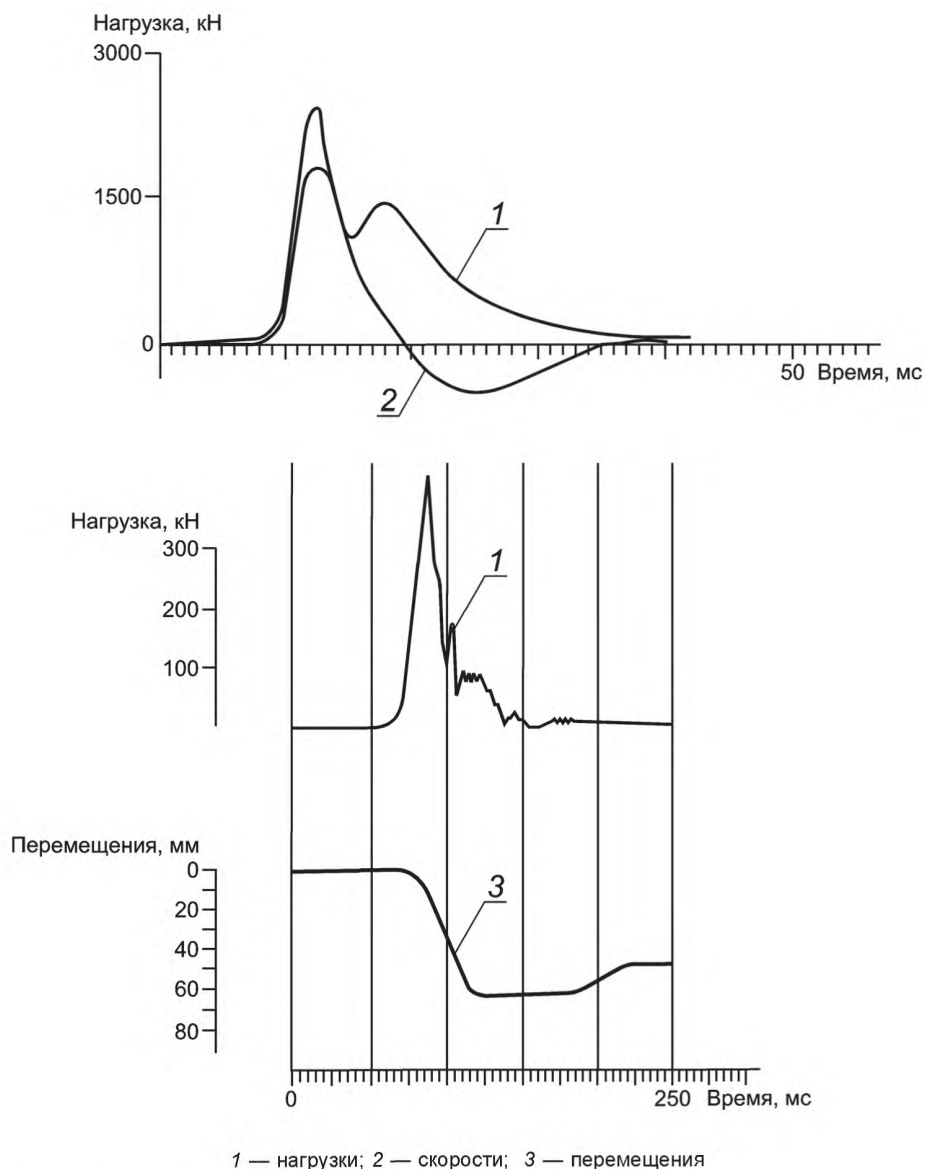 Нагрузка, кН
3000
1500
1
0
50 Время, мс
2
Нагрузка, кН
300
1
200
100
Перемещения, мм
0
3
20
40
60
80
0
250 Время, мс
1 — нагрузки; 2 — скорости; 3 — перемещения